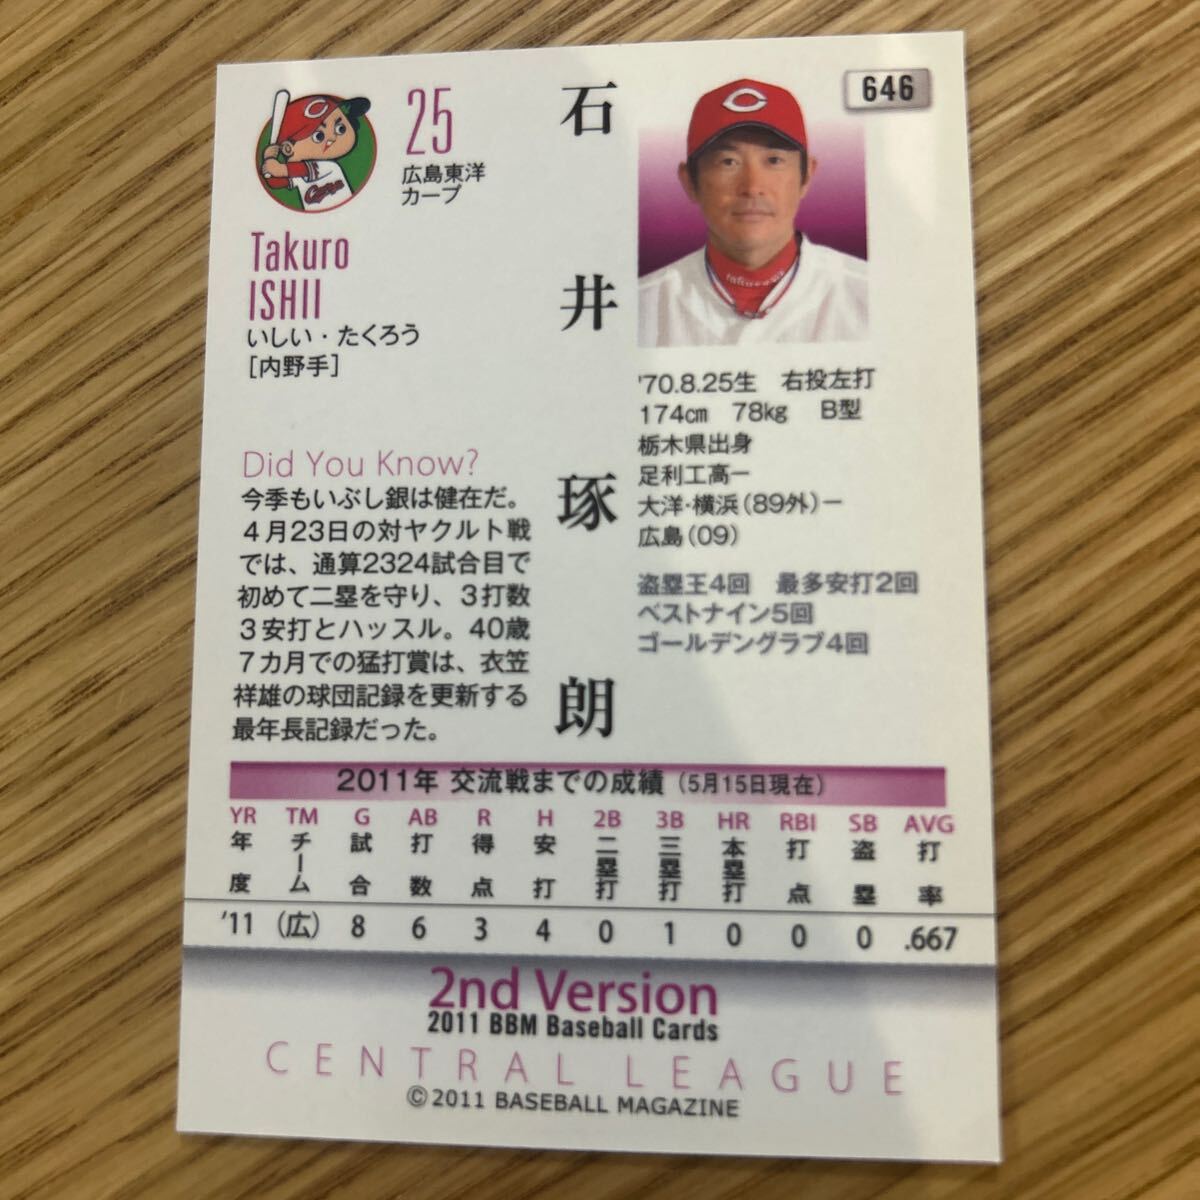 646
25
広島東洋
カープ
Takuro
ISHII
いしい・たくろう
[内野手]
石井琢朗
'70.8.25生 右投左打
174cm 78kg B型
栃木県出身
足利工高ー
大洋・横浜(89外)ー
広島(09)
盗塁王4回 最多安打2回
ベストナイン5回
ゴールデングラブ4回
Did You Know?
今季もいぶし銀は健在だ。
4月23日の対ヤクルト戦
では、通算2324試合目で
初めて二塁を守り、3打数
3安打とハッスル。40歳
7カ月での猛打賞は、衣笠
祥雄の球団記録を更新する
最年長記録だった。
2011年 交流戦までの成績(5月15日現在)
YR TM G AB R H 2B 3B HR RBI SB AVG
年度 チーム 試合 打数 得点 安打 二塁打 三塁打 本塁打 打点 盗塁 打率
'11 (広) 8 6 3 4 0 1 0 0 0 .667
2nd Version
2011 BBM Baseball Cards
CENTRAL LEAGUE
©2011 BASEBALL MAGAZINE